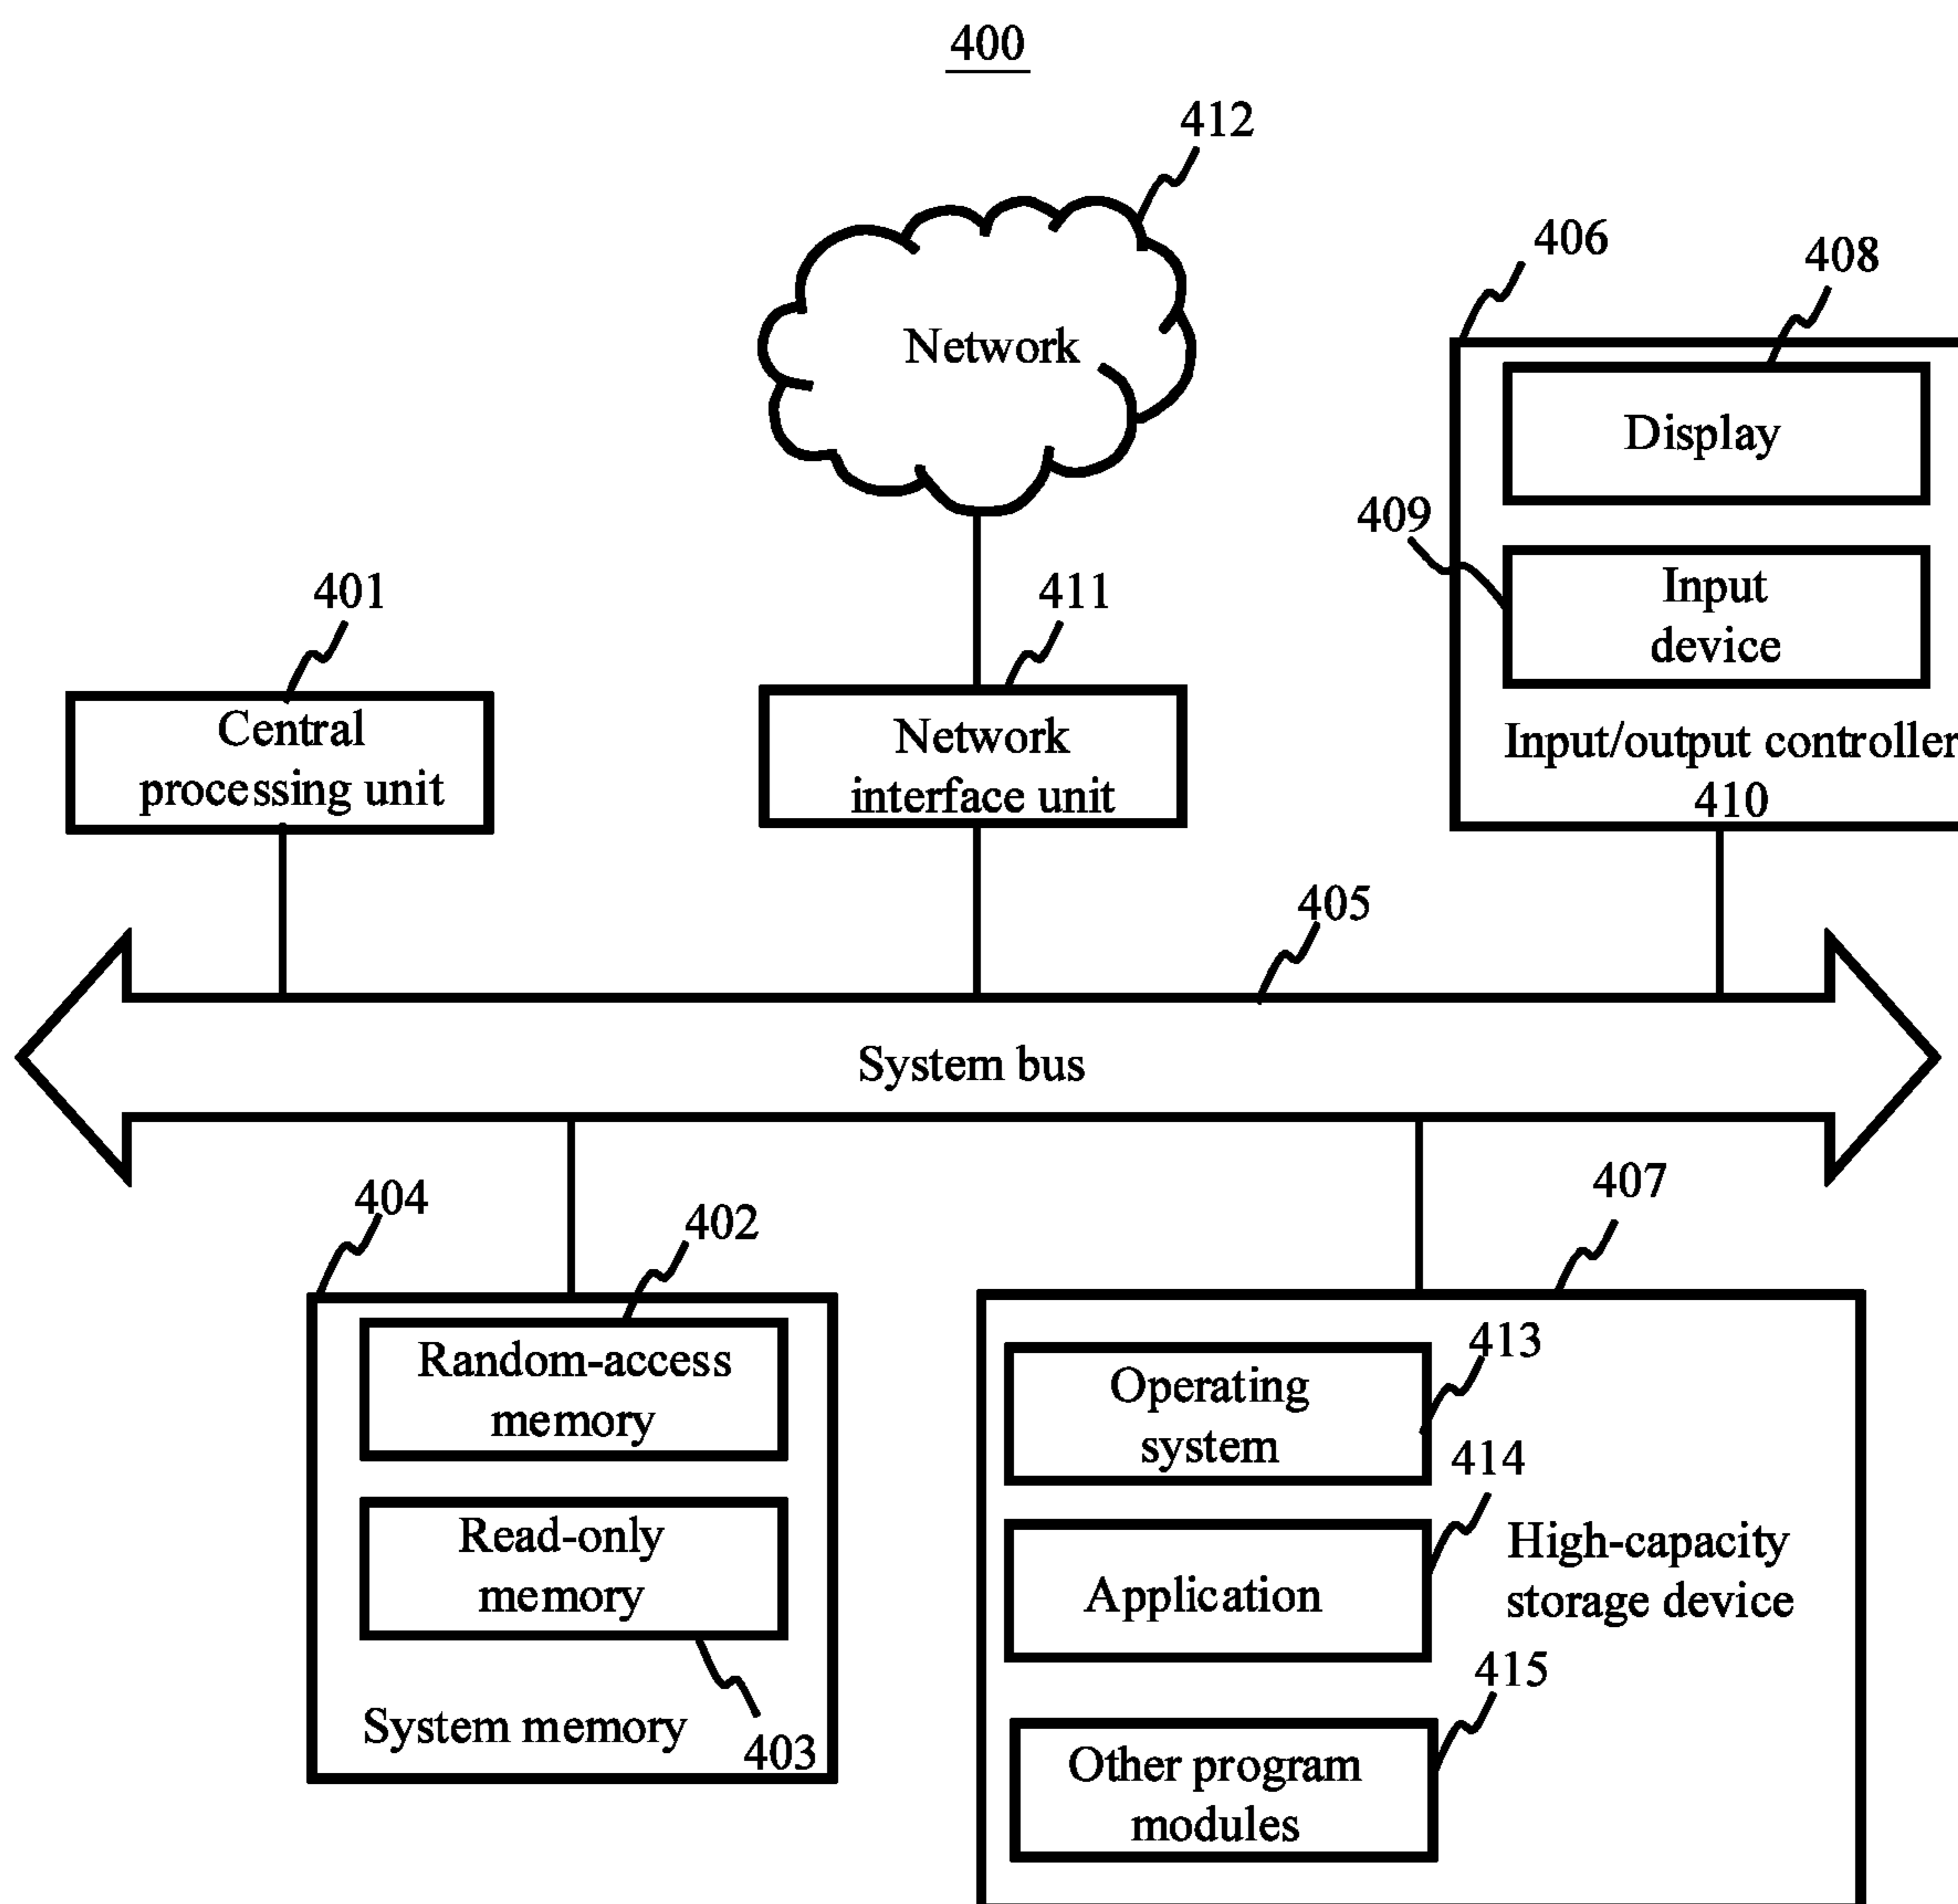 400
412
Network
406
408
Display
409
Input
device
Input/output controller
410
401
Central
processing unit
411
Network
interface unit
405
System bus
404
402
Random-access
memory
Read-only
memory
System memory
403
407
413
Operating
system
414
Application
High-capacity
storage device
415
Other program
modules